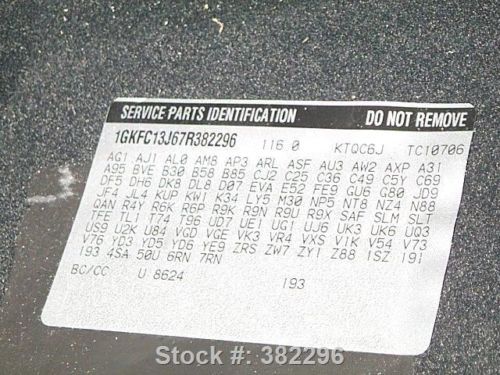 SERVICE PARTS IDENTIFICATION DO NOT REMOVE
1GKFC13J67R382296 116 0 KTQC6J TC10706
AG1 AJ1 AL0 AM8 AP3 ARL ASF AU3 AW2 AXP A31
A95 BVE B30 B58 B85 CJ2 C25 C36 C49 C5Y C69
DF5 DH6 DK8 DL8 D07 EVA E52 FE9 GU6 G80 JD9
JF4 JL4 KUP KW1 K34 LY5 M30 NP5 NT8 NZ4 N88
QAN R4Y R6K R6P R9K R9N R9U R9X SAF SLM SLT
TFE TL1 T74 T96 UD7 UE1 UG1 UJ6 UK3 UK6 UQ3
US9 U2K U84 VGD VGE VK3 VR4 VXS V1K V54 V73
V76 YD3 YD5 YD6 YE9 ZRS ZW7 ZY1 Z88 1SZ 19I
193 4SA 50U 6RN 7RN
BC/CC U 8624 193
Stock #: 382296